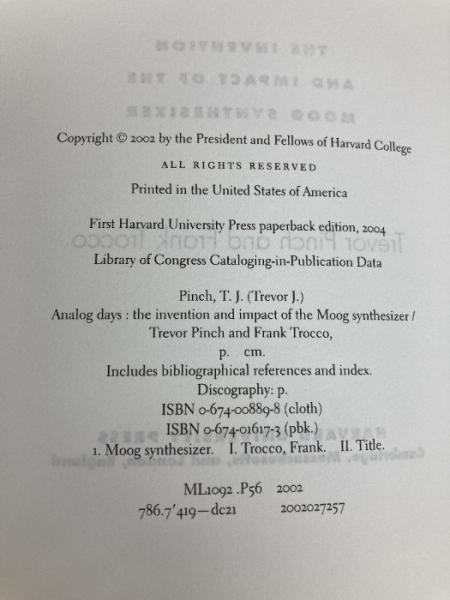 Copyright © 2002 by the President and Fellows of Harvard College
ALL RIGHTS RESERVED
Printed in the United States of America
First Harvard University Press paperback edition, 2004
Library of Congress Cataloging-in-Publication Data
Pinch, T. J. (Trevor J.)
Analog days : the invention and impact of the Moog synthesizer /
Trevor Pinch and Frank Trocco,
p. cm.
Includes bibliographical references and index.
Discography: p.
ISBN 0-674-00889-8 (cloth)
ISBN 0-674-01617-3 (pbk.)
1. Moog synthesizer. I. Trocco, Frank. II. Title.
ML1092 .P56 2002
786.7'419—dc21 2002027257